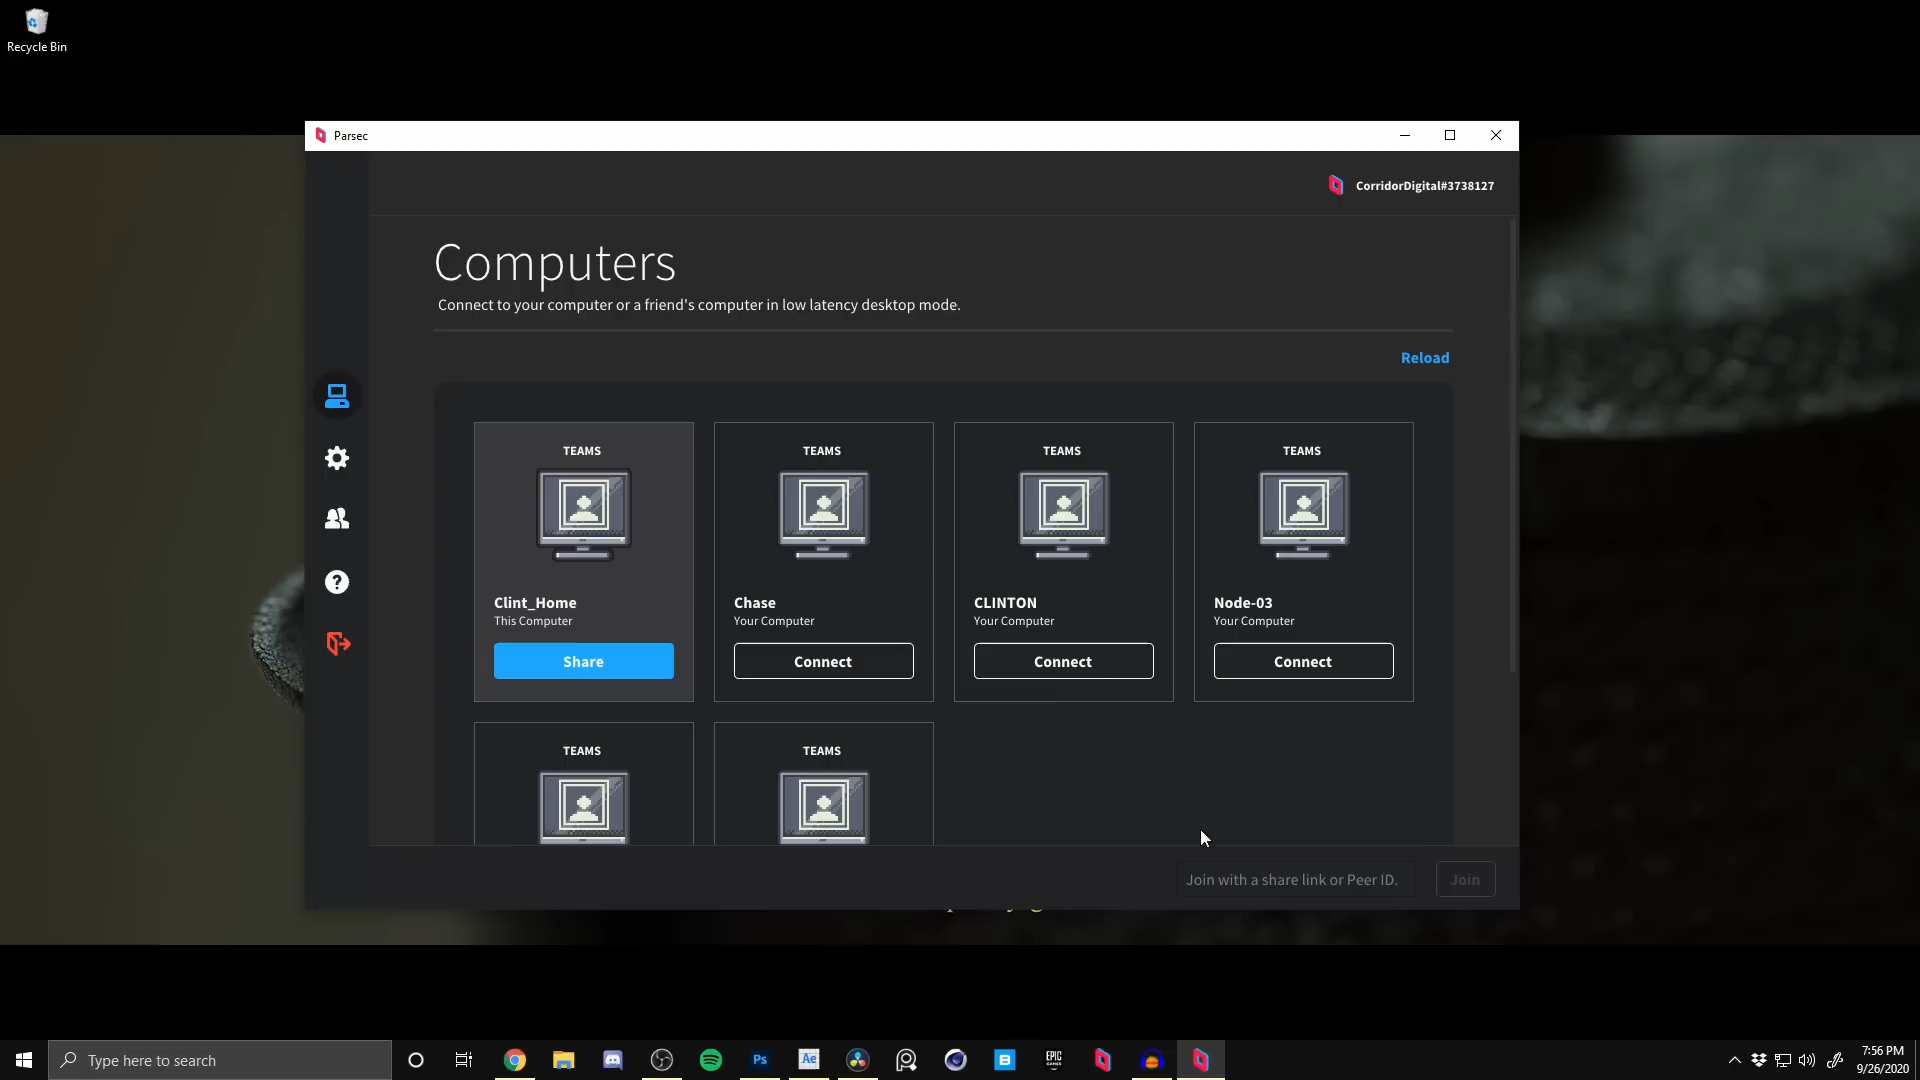 Recycle Bin
Parsec
CorridorDigital#3738127
Computers
Connect to your computer or a friend's computer in low latency desktop mode.
Reload
TEAMS
Clint_Home
This Computer
Share
TEAMS
Chase
Your Computer
Connect
TEAMS
CLINTON
Your Computer
Connect
TEAMS
Node-03
Your Computer
Connect
TEAMS
TEAMS
Join with a share link or Peer ID.
Join
Type here to search
Ps
Ae
EPIC
GAMES
7:56 PM
9/26/2020